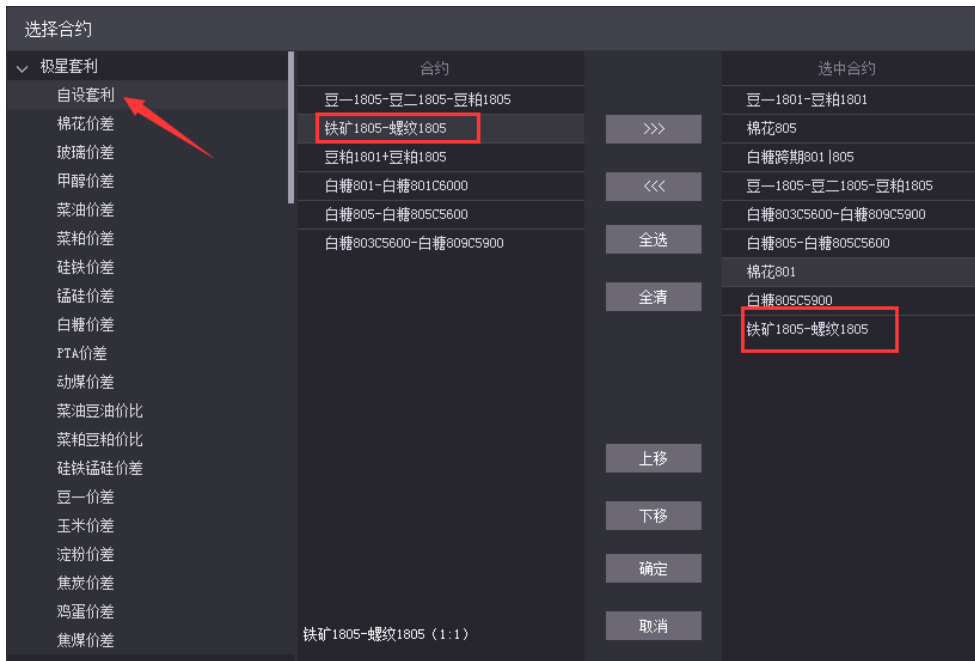 选择合约
极星套利
自设套利
棉花价差
玻璃价差
甲醇价差
菜油价差
菜粕价差
硅铁价差
锰硅价差
白糖价差
PTA价差
动煤价差
菜油豆油价比
菜粕豆粕价比
硅铁锰硅价差
豆一价差
玉米价差
淀粉价差
焦炭价差
鸡蛋价差
焦煤价差
合约
豆一1805-豆二1805-豆粕1805
铁矿1805-螺纹1805
豆粕1801+豆粕1805
白糖801-白糖801C6000
白糖805-白糖805C5600
白糖803C5600-白糖809C5900
铁矿1805-螺纹1805 (1:1)
>>>
<<<
全选
全清
上移
下移
确定
取消
选中合约
豆一1801-豆粕1801
棉花805
白糖跨期801|805
豆一1805-豆二1805-豆粕1805
白糖803C5600-白糖809C5900
白糖805-白糖805C5600
棉花801
白糖805C5900
铁矿1805-螺纹1805